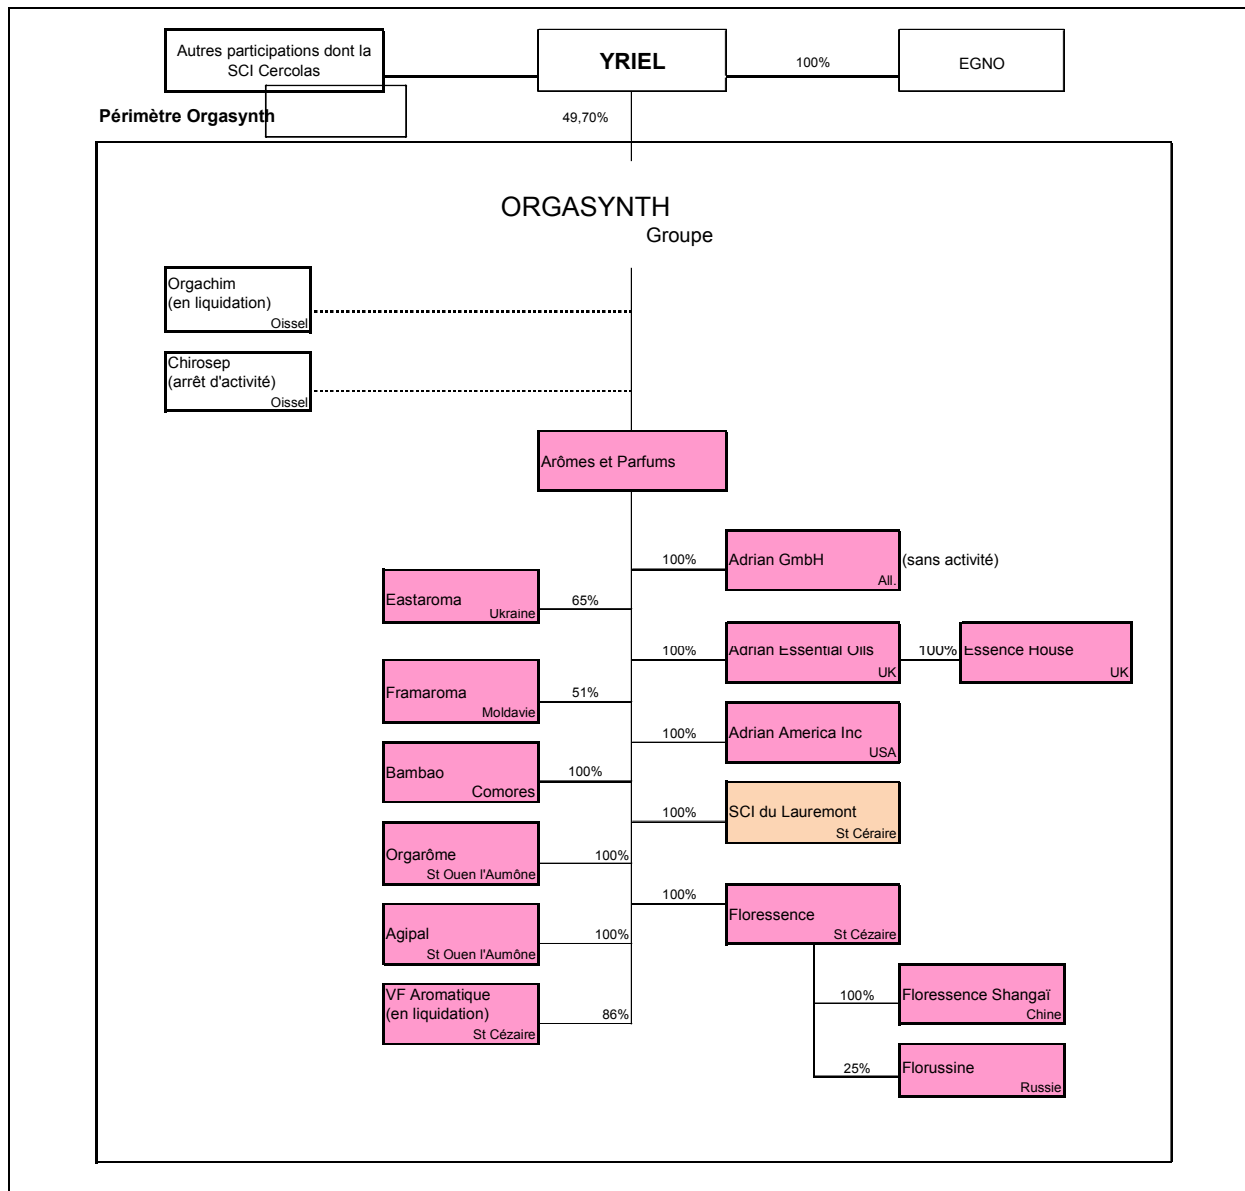 Autres participations dont la
SCI Cercolas
YRIEL
100%
EGNO
Périmètre Orgasynth
49,70%
ORGASYNTH
Groupe
Orgachim
(en liquidation)
Oissel
Chirosep
(arrêt d'activité)
Oissel
Arômes et Parfums
100%
Adrian GmbH
All.
(sans activité)
Eastaroma
Ukraine
65%
100%
Adrian Essential Oils
UK
100%
Essence House
UK
Framaroma
Moldavie
51%
100%
Adrian America Inc
USA
Bambao
Comores
100%
100%
SCI du Lauremont
St Céraire
Orgarôme
St Ouen l'Aumône
100%
100%
Floressence
St Cézaire
Agipal
St Ouen l'Aumône
100%
VF Aromatique
(en liquidation)
St Cézaire
86%
100%
Floressence Shangaï
Chine
25%
Florussine
Russie